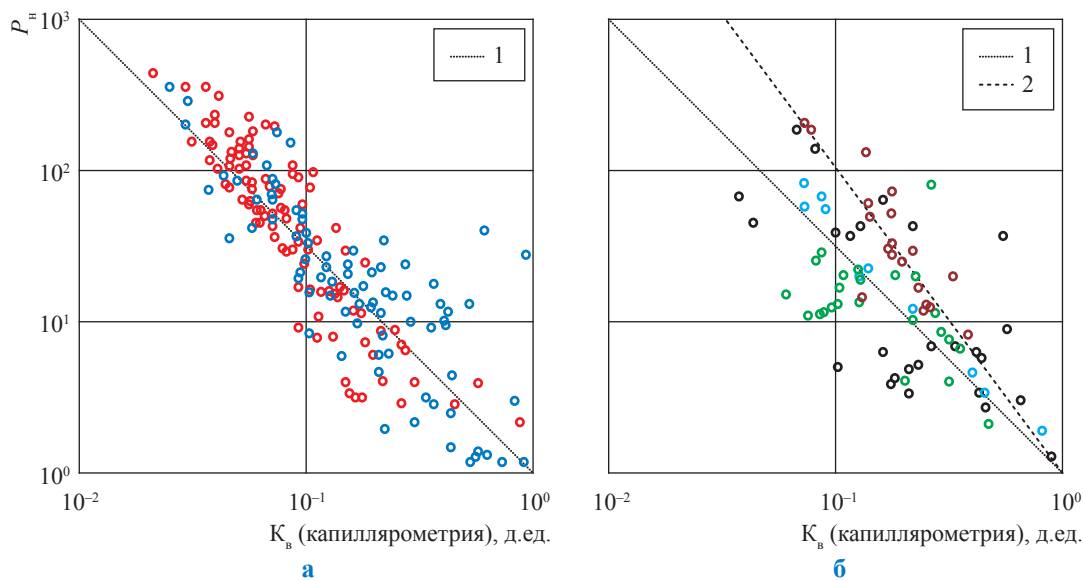 Pн
10³
10²
10¹
10⁰
10⁻²
10⁻¹
10⁰
Кв (капиллярометрия), д.ед.
1
а
10⁻²
10⁻¹
10⁰
Кв (капиллярометрия), д.ед.
1
2
б